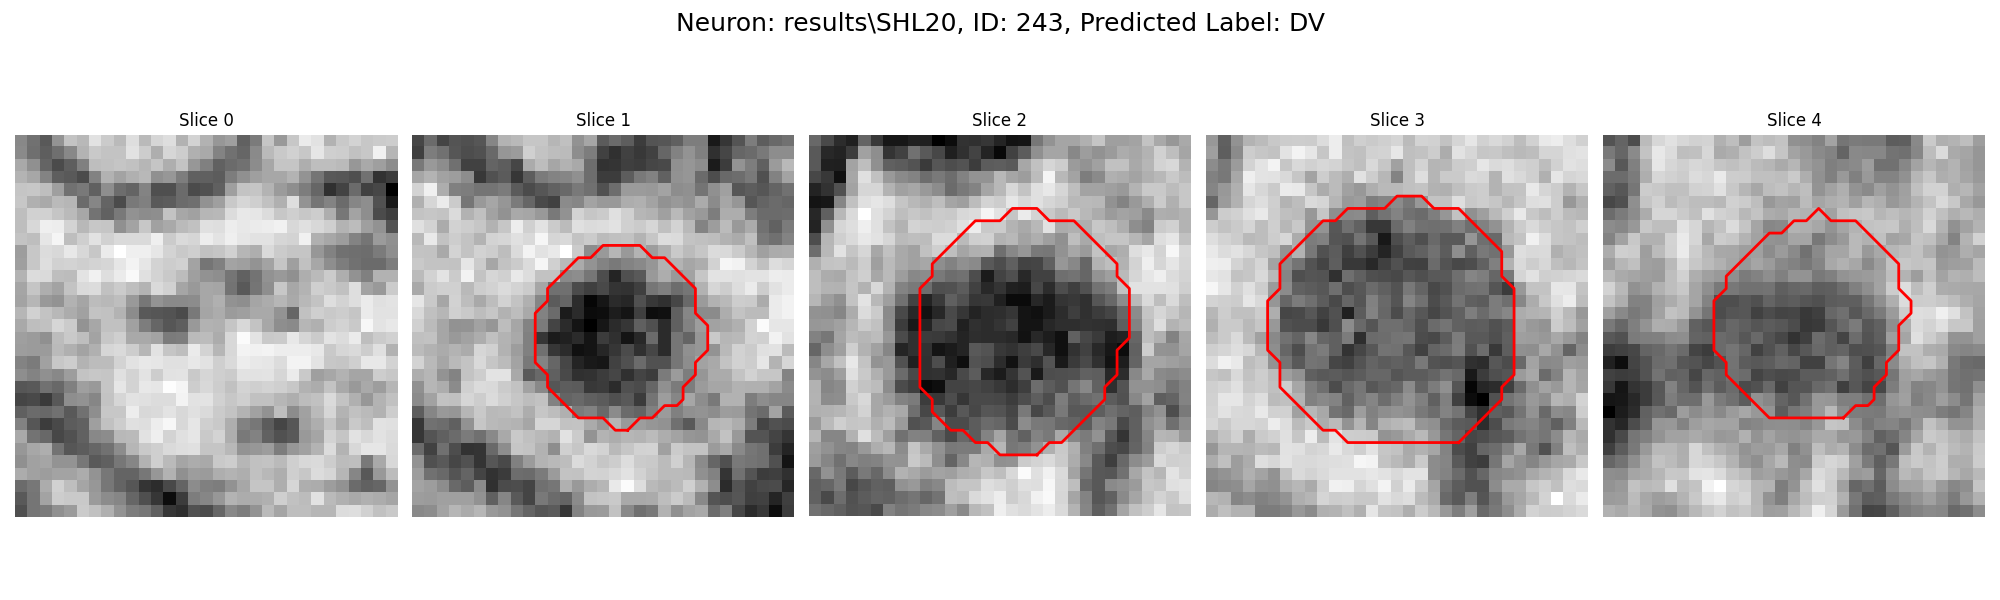 Neuron: results\SHL20, ID: 243, Predicted Label: DV
Slice 0
Slice 1
Slice 2
Slice 3
Slice 4